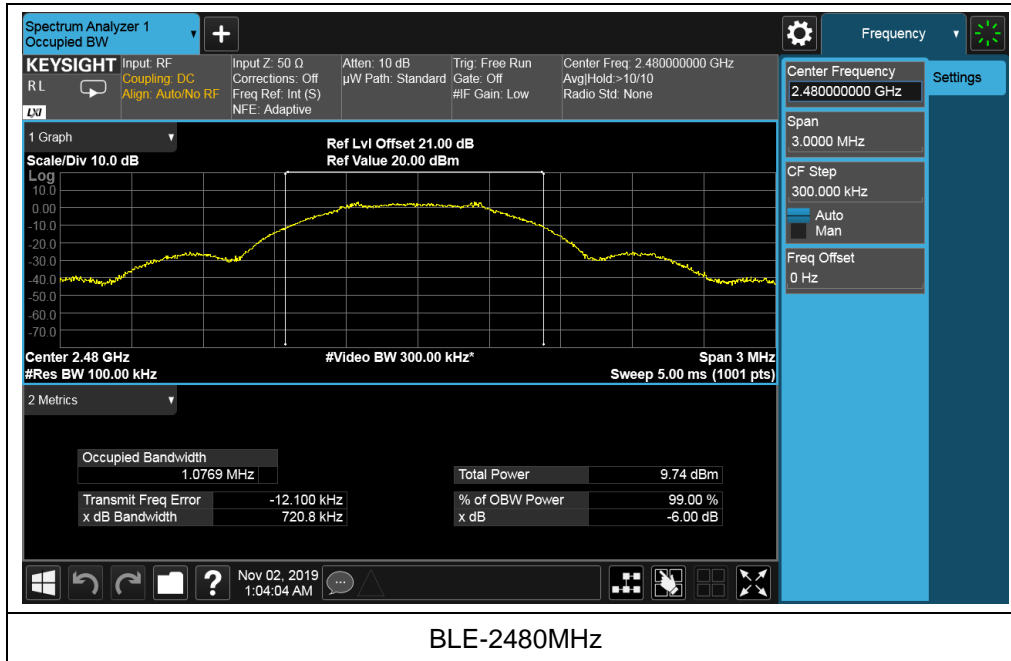 Spectrum Analyzer 1
Occupied BW
+
Frequency
KEYSIGHT
R L
LXI
Input: RF
Coupling: DC
Align: Auto/No RF
Input Z: 50 Ω
Corrections: Off
Freq Ref: Int (S)
NFE: Adaptive
Atten: 10 dB
µW Path: Standard
Trig: Free Run
Gate: Off
#IF Gain: Low
Center Freq: 2.480000000 GHz
Avg|Hold:>10/10
Radio Std: None
Center Frequency
2.480000000 GHz
Settings
Span
3.0000 MHz
CF Step
300.000 kHz
Auto
Man
Freq Offset
0 Hz
1 Graph
Scale/Div 10.0 dB
Ref Lvl Offset 21.00 dB
Ref Value 20.00 dBm
Log
10.0
0.00
-10.0
-20.0
-30.0
-40.0
-50.0
-60.0
-70.0
Center 2.48 GHz
#Res BW 100.00 kHz
#Video BW 300.00 kHz*
Span 3 MHz
Sweep 5.00 ms (1001 pts)
2 Metrics
Occupied Bandwidth
1.0769 MHz
Total Power 9.74 dBm
Transmit Freq Error -12.100 kHz
% of OBW Power 99.00 %
x dB Bandwidth 720.8 kHz
x dB -6.00 dB
?
Nov 02, 2019
1:04:04 AM
BLE-2480MHz